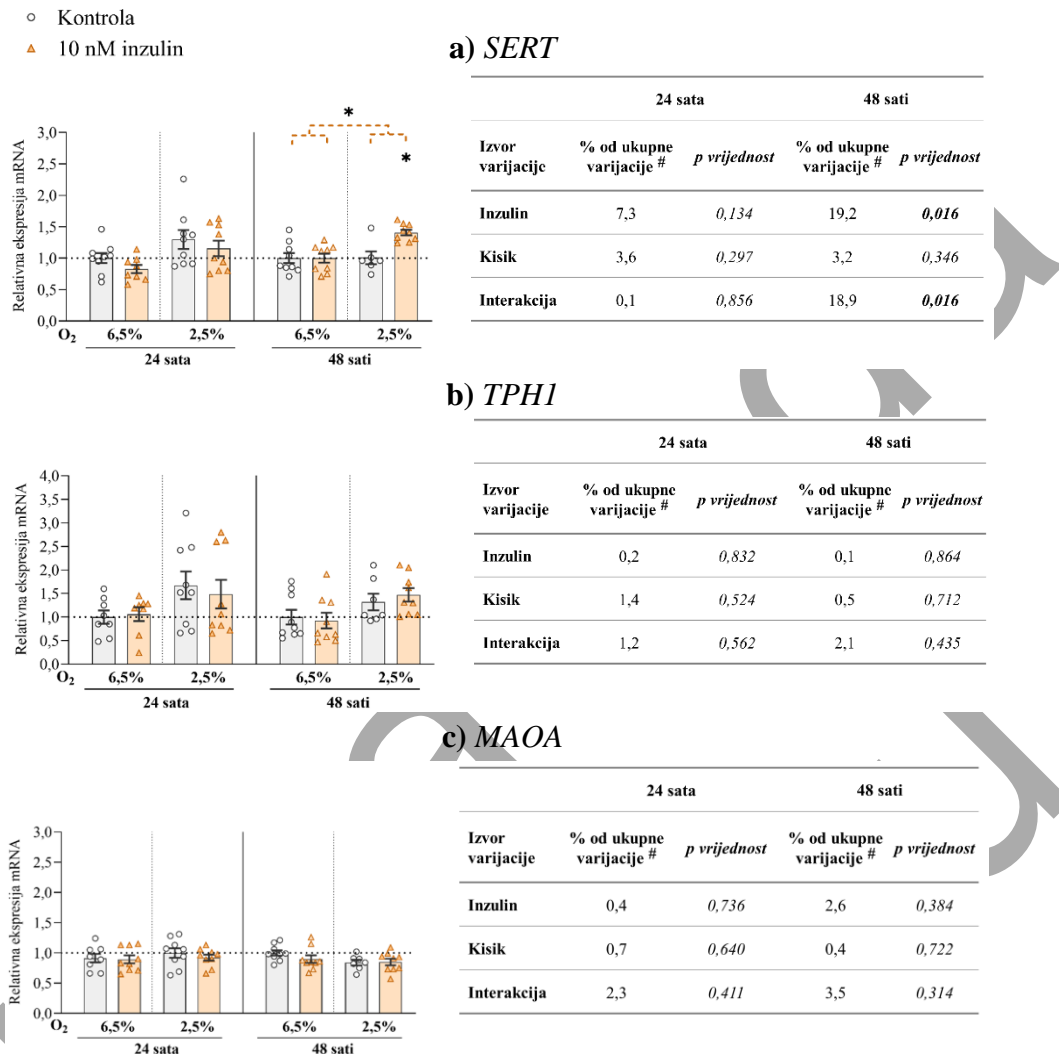 Kontrola
10 nM inzulin
a) SERT
Relativna ekspresija mRNA
3,0
2,5
2,0
1,5
1,0
0,5
0,0
*
*
O2 6,5% 2,5% 6,5% 2,5%
24 sata 48 sati
24 sata 48 sati
Izvor varijacije % od ukupne varijacije # p vrijednost % od ukupne varijacije # p vrijednost
Inzulin 7,3 0,134 19,2 0,016
Kisik 3,6 0,297 3,2 0,346
Interakcija 0,1 0,856 18,9 0,016
b) TPH1
Relativna ekspresija mRNA
4,0
3,5
3,0
2,5
2,0
1,5
1,0
0,5
0,0
O2 6,5% 2,5% 6,5% 2,5%
24 sata 48 sati
24 sata 48 sati
Izvor varijacije % od ukupne varijacije # p vrijednost % od ukupne varijacije # p vrijednost
Inzulin 0,2 0,832 0,1 0,864
Kisik 1,4 0,524 0,5 0,712
Interakcija 1,2 0,562 2,1 0,435
c) MAOA
Relativna ekspresija mRNA
3,0
2,5
2,0
1,5
1,0
0,5
0,0
O2 6,5% 2,5% 6,5% 2,5%
24 sata 48 sati
24 sata 48 sati
Izvor varijacije % od ukupne varijacije # p vrijednost % od ukupne varijacije # p vrijednost
Inzulin 0,4 0,736 2,6 0,384
Kisik 0,7 0,640 0,4 0,722
Interakcija 2,3 0,411 3,5 0,314